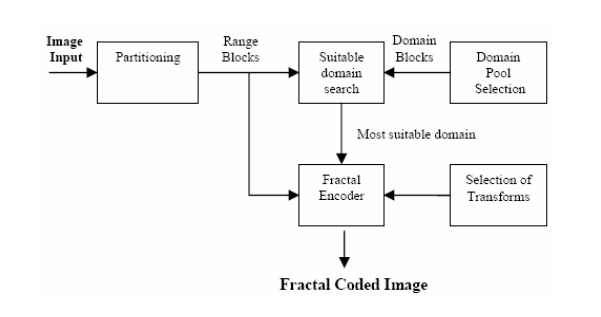 Image
Input
Partitioning
Range
Blocks
Suitable
domain
search
Domain
Blocks
Domain
Pool
Selection
Most suitable domain
Fractal
Encoder
Selection of
Transforms
Fractal Coded Image